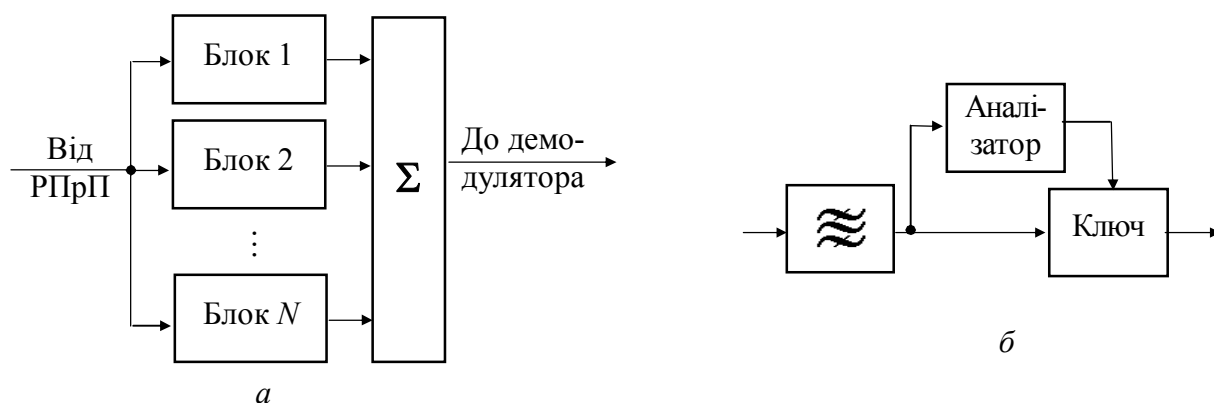 Блок 1
Блок 2
⋮
Блок N
Від
РПрП
Σ
До демо-
дулятора
а
Аналі-
затор
Ключ
б